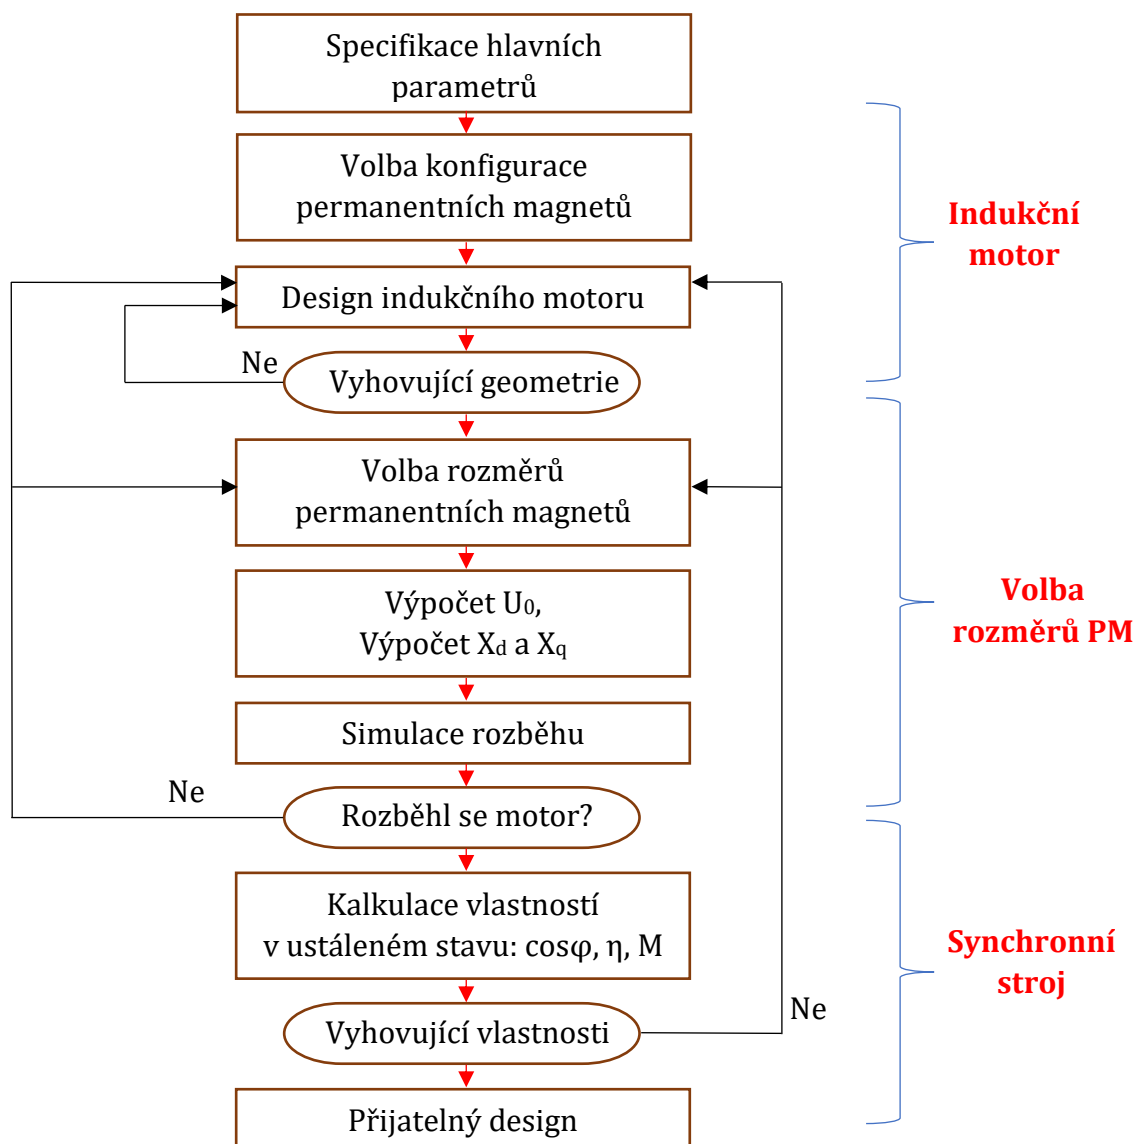 Specifikace hlavních
parametrů
Volba konfigurace
permanentních magnetů
Indukční
motor
Design indukčního motoru
Ne
Vyhovující geometrie
Volba rozměrů
permanentních magnetů
Výpočet U₀,
Výpočet Xd a Xq
Volba
rozměrů PM
Simulace rozběhu
Ne
Rozběhl se motor?
Kalkulace vlastností
v ustáleném stavu: cosφ, η, M
Synchronní
stroj
Ne
Vyhovující vlastnosti
Přijatelný design